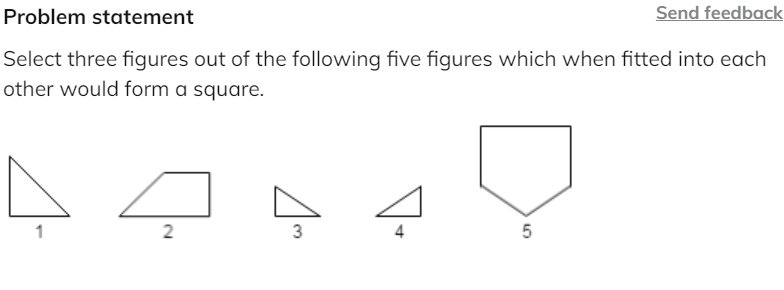 Problem statement
Send feedback
Select three figures out of the following five figures which when fitted into each
other would form a square.
1
2
3
4
5